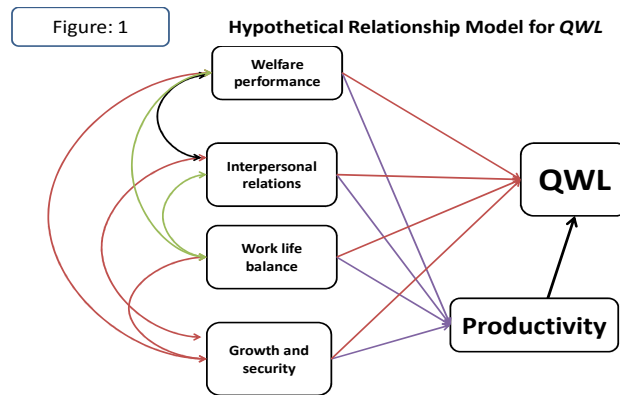 Figure: 1
Hypothetical Relationship Model for QWL
Welfare
performance
Interpersonal
relations
QWL
Work life
balance
Productivity
Growth and
security